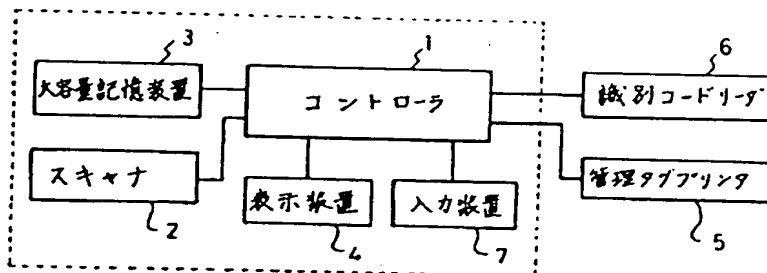 3
大容量記憶装置
1
コントローラ
6
識別コードリーダ
スキャナ
2
表示装置
4
入力装置
7
管理タグプリンタ
5